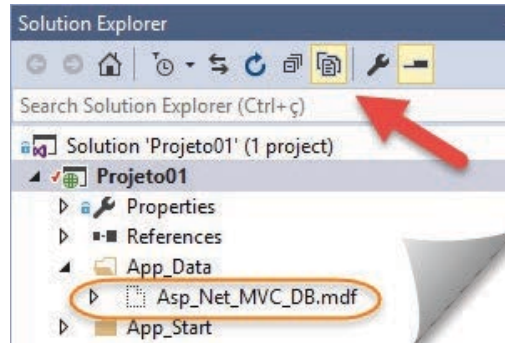 Solution Explorer
Search Solution Explorer (Ctrl+ç)
Solution 'Projeto01' (1 project)
Projeto01
Properties
References
App_Data
Asp_Net_MVC_DB.mdf
App_Start